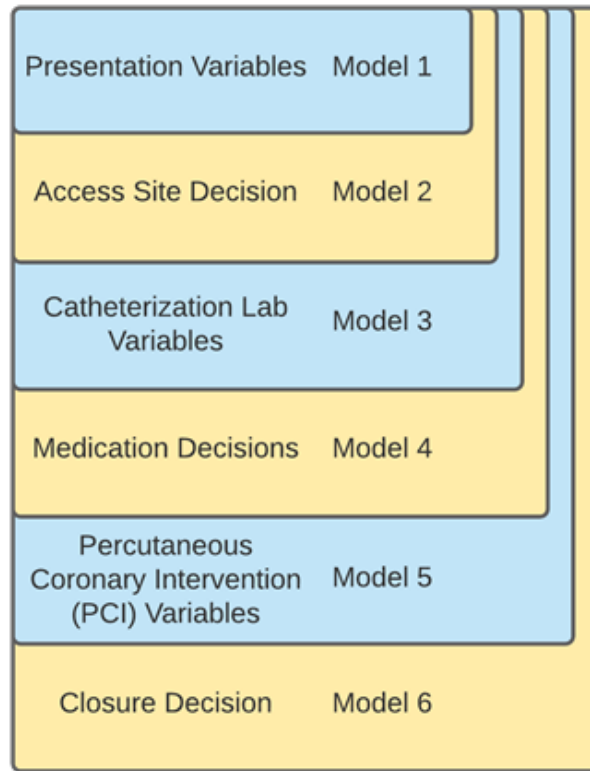 Presentation Variables Model 1
Access Site Decision Model 2
Catheterization Lab
Variables
Model 3
Medication Decisions Model 4
Percutaneous
Coronary Intervention
(PCI) Variables
Model 5
Closure Decision Model 6